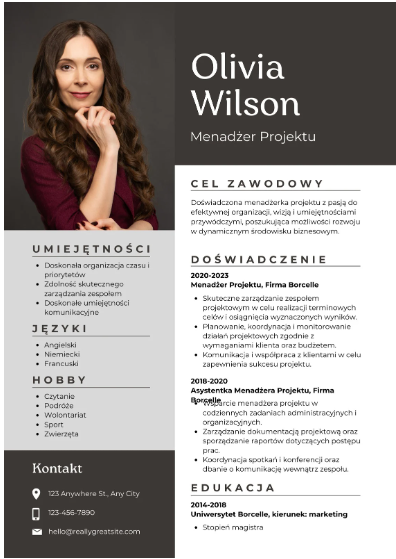 Olivia
Wilson
Menadżer Projektu
CEL ZAWODOWY
Doświadczona menadżerka projektu z pasją do
efektywnej organizacji, wizją i umiejętnościami
przywódczymi, poszukująca możliwości rozwoju
w dynamicznym środowisku biznesowym.
DOŚWIADCZENIE
2020-2023
Menadżer Projektu, Firma Borcelle
Skuteczne zarządzanie zespołem
projektowym w celu realizacji terminowych
celów i osiągnięcia wyznaczonych wyników.
Planowanie, koordynacja i monitorowanie
działań projektowych zgodnie z
wymaganiami klienta oraz budżetem.
Komunikacja i współpraca z klientami w celu
zapewnienia sukcesu projektu.
2018-2020
Asystentka Menadżera Projektu, Firma
Borcelle
Wsparcie menadżera projektu w
codziennych zadaniach administracyjnych i
organizacyjnych.
Zarządzanie dokumentacją projektową oraz
sporządzanie raportów dotyczących postępu
prac.
Koordynacja spotkań i konferencji oraz
dbanie o komunikację wewnątrz zespołu.
EDUKACJA
2014-2018
Uniwersytet Borcelle, kierunek: marketing
Stopień magistra
UMIEJĘTNOŚCI
Doskonała organizacja czasu i
priorytetów
Zdolność skutecznego
zarządzania zespołem
Doskonałe umiejętności
komunikacyjne
JĘZYKI
Angielski
Niemiecki
Francuski
HOBBY
Czytanie
Podróże
Wolontariat
Sport
Zwierzęta
Kontakt
123 Anywhere St., Any City
123-456-7890
hello@reallygreatsite.com